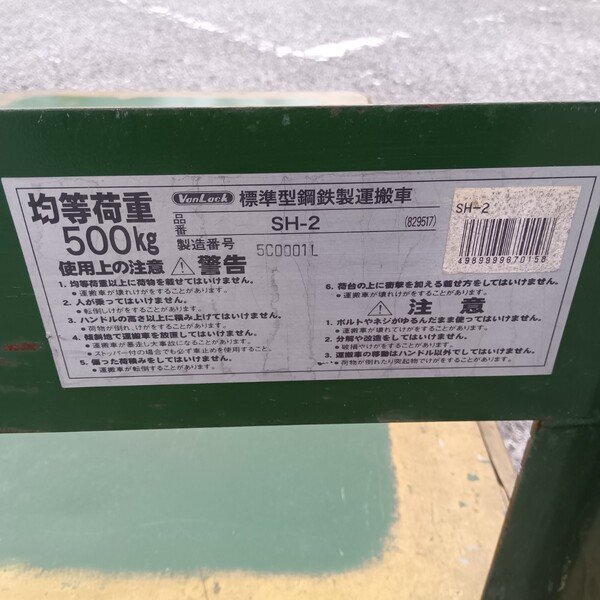 均等荷重
500kg
VanLack 標準型鋼鉄製運搬車
品番 SH-2 (829517)
製造番号 5C0001L
使用上の注意 ⚠ 警告
1. 均等荷重以上に荷物を載せてはいけません。
● 運搬車が壊れけがをすることがあります。
2. 人が乗ってはいけません。
● 転倒しけがをすることがあります。
3. ハンドルの高さ以上に積み上げてはいけません。
● 荷物が倒れ、けがをすることがあります。
4. 傾斜地で運搬車を放置してはいけません。
● 運搬車が暴走し大事故になることがあります。
● ストッパー付の場合でも必ず車止めを使用すること。
5. 偏った荷積みをしてはいけません。
● 運搬車が転倒することがあります。
6. 荷台の上に衝撃を加える載せ方をしてはいけません。
● 運搬車が壊れけがをすることがあります。
⚠ 注意
1. ボルトやネジがゆるんだまま使ってはいけません。
● 運搬車が壊れけがをすることがあります。
2. 分解や改造をしてはいけません。
● 破損やけがをすることがあります。
3. 運搬車の移動はハンドル以外でしてはいけません。
● 荷物が倒れたり突起物でけがをすることがあります。
SH-2
4989999670158